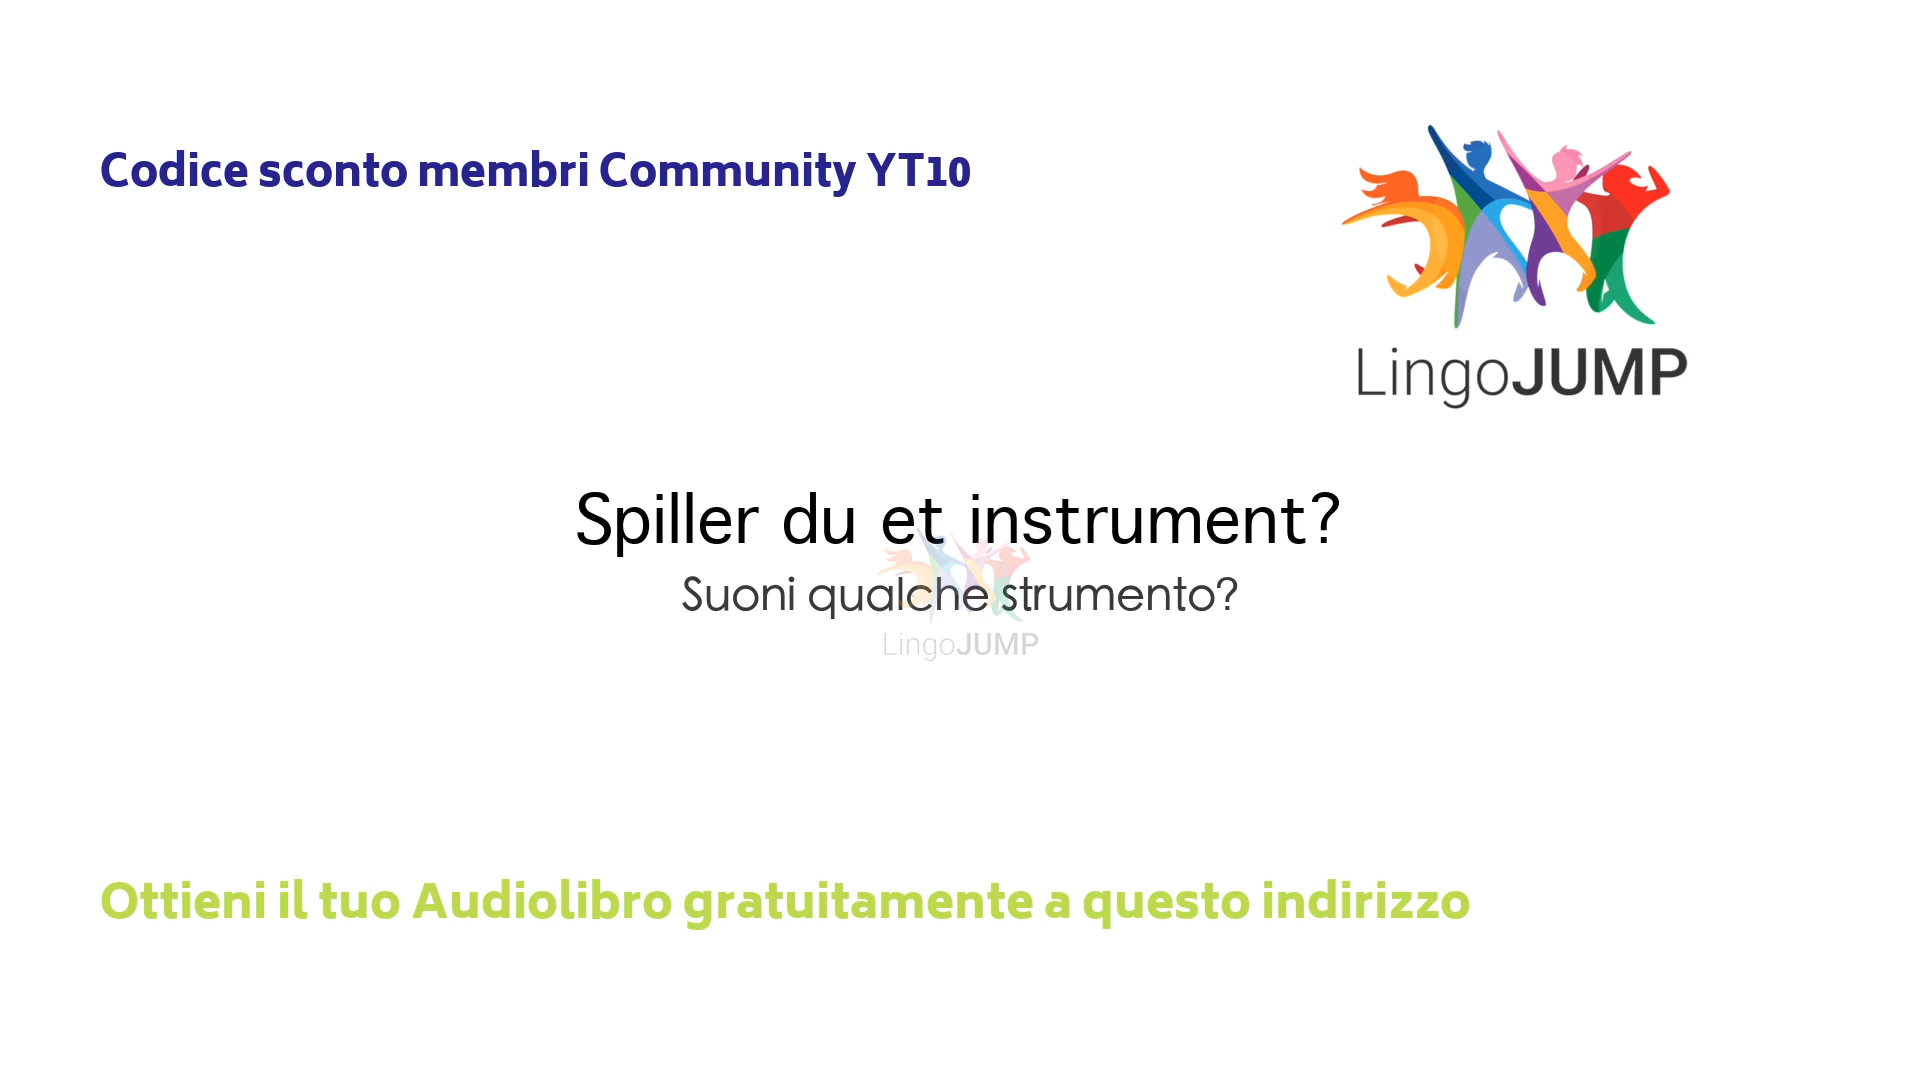 Codice sconto membri Community YT10
LingoJUMP
Spiller du et instrument?
Suoni qualche strumento?
LingoJUMP
Ottieni il tuo Audiolibro gratuitamente a questo indirizzo